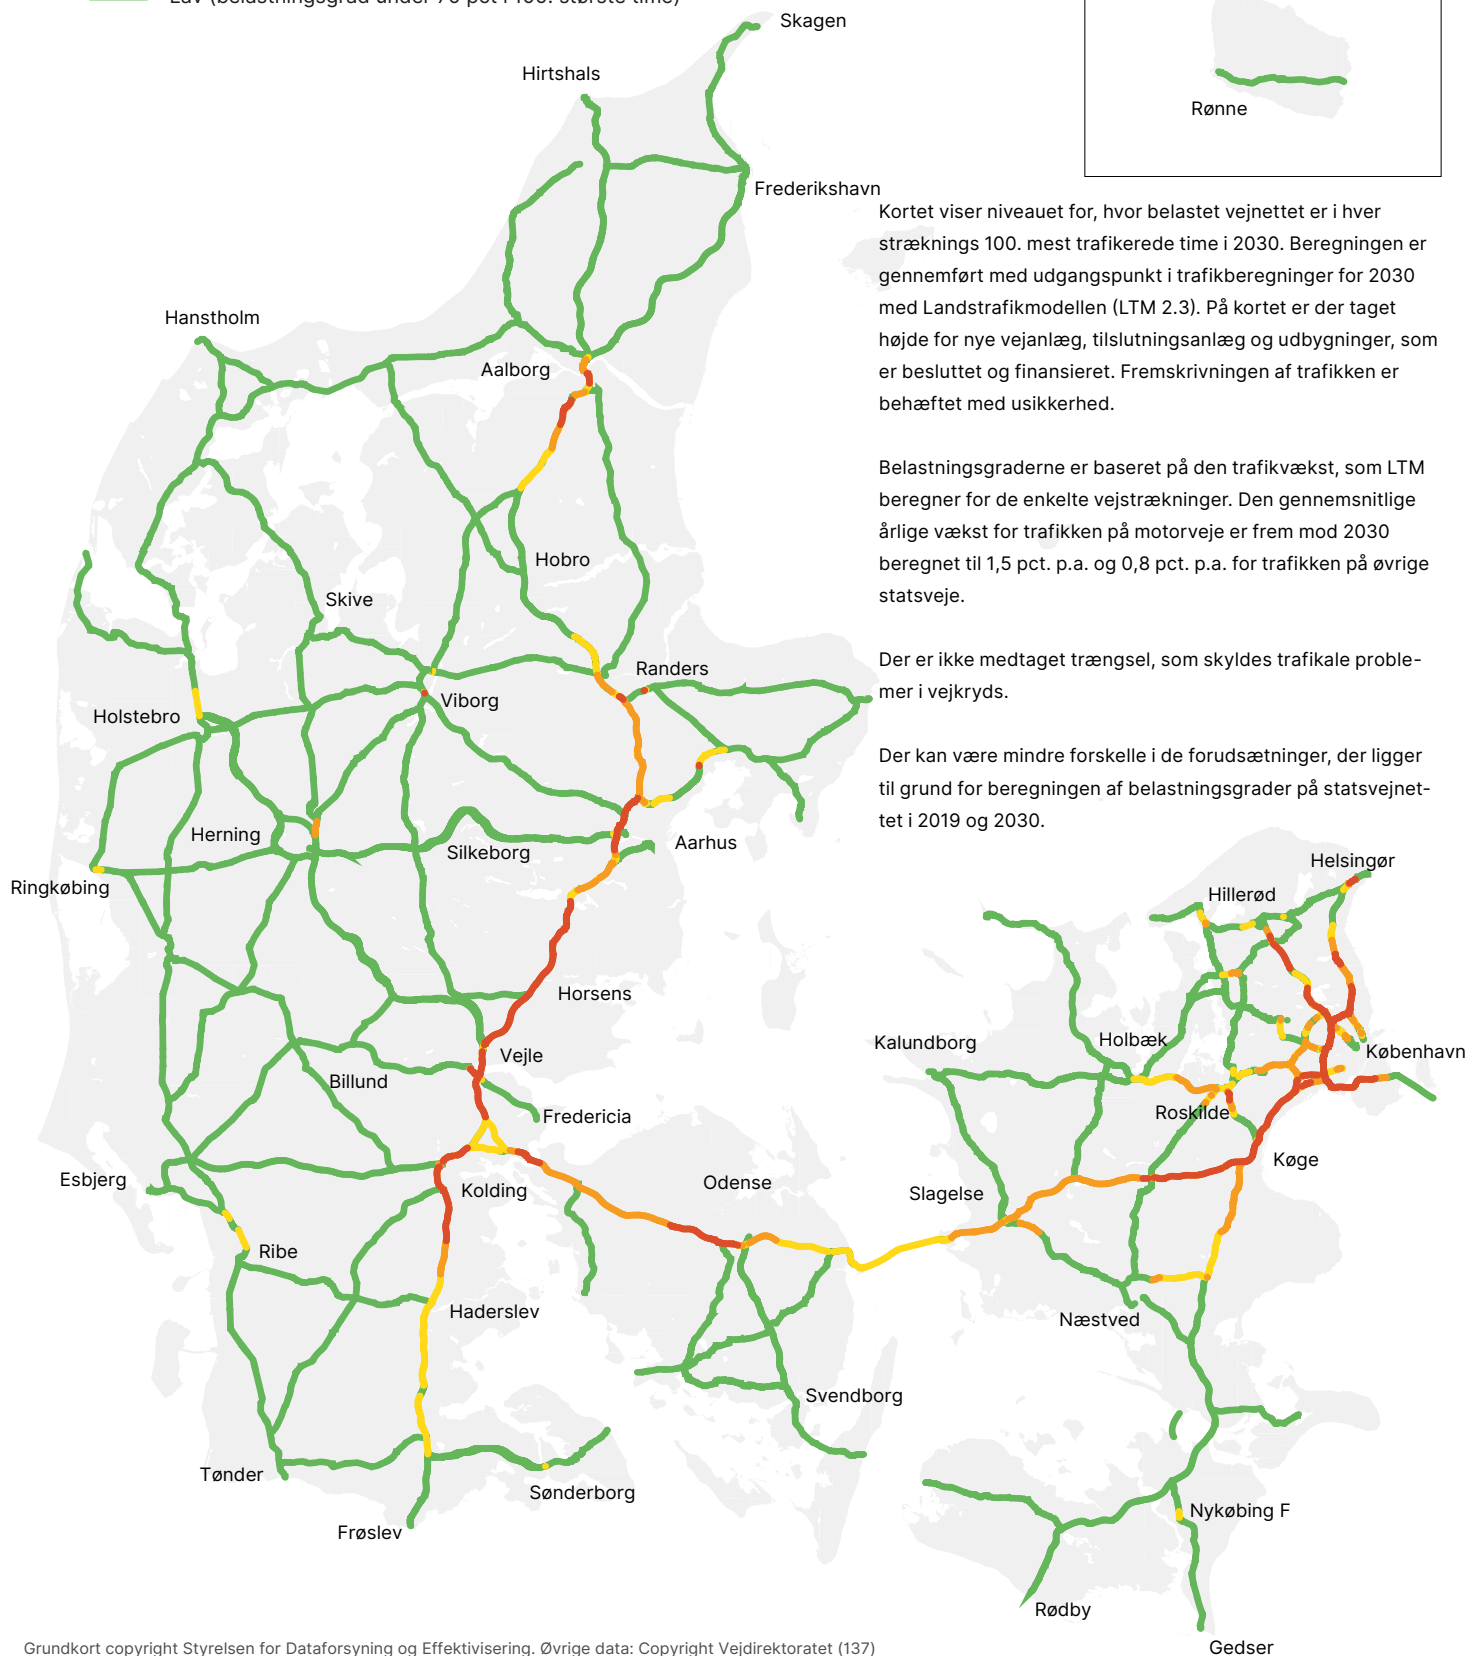 Lav (belastningsgrad under 70 pct i 100. største time)
Skagen
Hirtshals
Rønne
Frederikshavn
Kortet viser niveauet for, hvor belastet vejnettet er i hver
stræknings 100. mest trafikerede time i 2030. Beregningen er
gennemført med udgangspunkt i trafikberegninger for 2030
med Landstrafikmodellen (LTM 2.3). På kortet er der taget
højde for nye vejanlæg, tilslutningsanlæg og udbygninger, som
er besluttet og finansieret. Fremskrivningen af trafikken er
behæftet med usikkerhed.
Belastningsgraderne er baseret på den trafikvækst, som LTM
beregner for de enkelte vejstrækninger. Den gennemsnitlige
årlige vækst for trafikken på motorveje er frem mod 2030
beregnet til 1,5 pct. p.a. og 0,8 pct. p.a. for trafikken på øvrige
statsveje.
Der er ikke medtaget trængsel, som skyldes trafikale proble-
mer i vejkryds.
Der kan være mindre forskelle i de forudsætninger, der ligger
til grund for beregningen af belastningsgrader på statsvejnet-
tet i 2019 og 2030.
Hanstholm
Aalborg
Hobro
Skive
Randers
Viborg
Holstebro
Herning
Silkeborg
Aarhus
Ringkøbing
Helsingør
Hillerød
Horsens
Vejle
Billund
Fredericia
Kalundborg
Holbæk
København
Roskilde
Køge
Esbjerg
Kolding
Odense
Slagelse
Ribe
Haderslev
Næstved
Svendborg
Tønder
Sønderborg
Frøslev
Nykøbing F
Rødby
Gedser
Grundkort copyright Styrelsen for Dataforsyning og Effektivisering. Øvrige data: Copyright Vejdirektoratet (137)